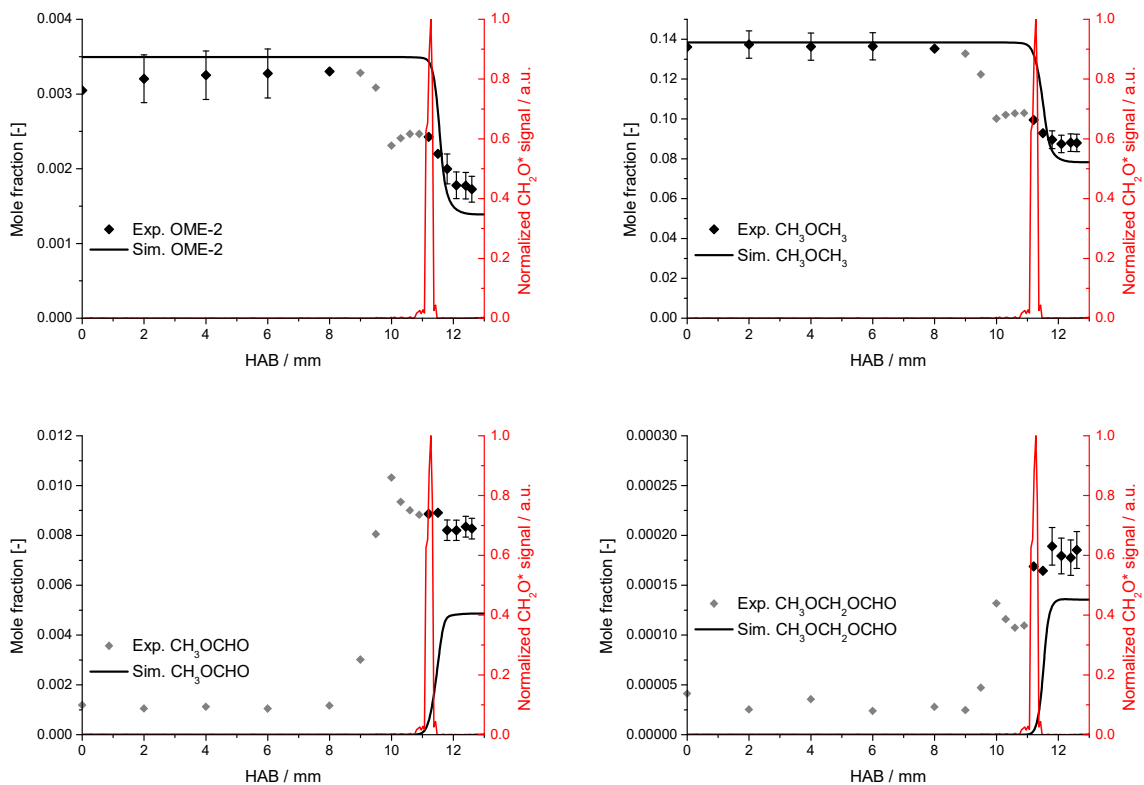 0.004
0.003
0.002
0.001
0.000
Mole fraction [-]
Exp. OME-2
Sim. OME-2
0 2 4 6 8 10 12
HAB / mm
1.0
0.8
0.6
0.4
0.2
0.0
Normalized CH₂O* signal / a.u.
0.14
0.12
0.10
0.08
0.06
0.04
0.02
0.00
Mole fraction [-]
Exp. CH₃OCH₃
Sim. CH₃OCH₃
0 2 4 6 8 10 12
HAB / mm
1.0
0.8
0.6
0.4
0.2
0.0
Normalized CH₂O* signal / a.u.
0.012
0.010
0.008
0.006
0.004
0.002
0.000
Mole fraction [-]
Exp. CH₃OCHO
Sim. CH₃OCHO
0 2 4 6 8 10 12
HAB / mm
1.0
0.8
0.6
0.4
0.2
0.0
Normalized CH₂O* signal / a.u.
0.00030
0.00025
0.00020
0.00015
0.00010
0.00005
0.00000
Mole fraction [-]
Exp. CH₃OCH₂OCHO
Sim. CH₃OCH₂OCHO
0 2 4 6 8 10 12
HAB / mm
1.0
0.8
0.6
0.4
0.2
0.0
Normalized CH₂O* signal / a.u.